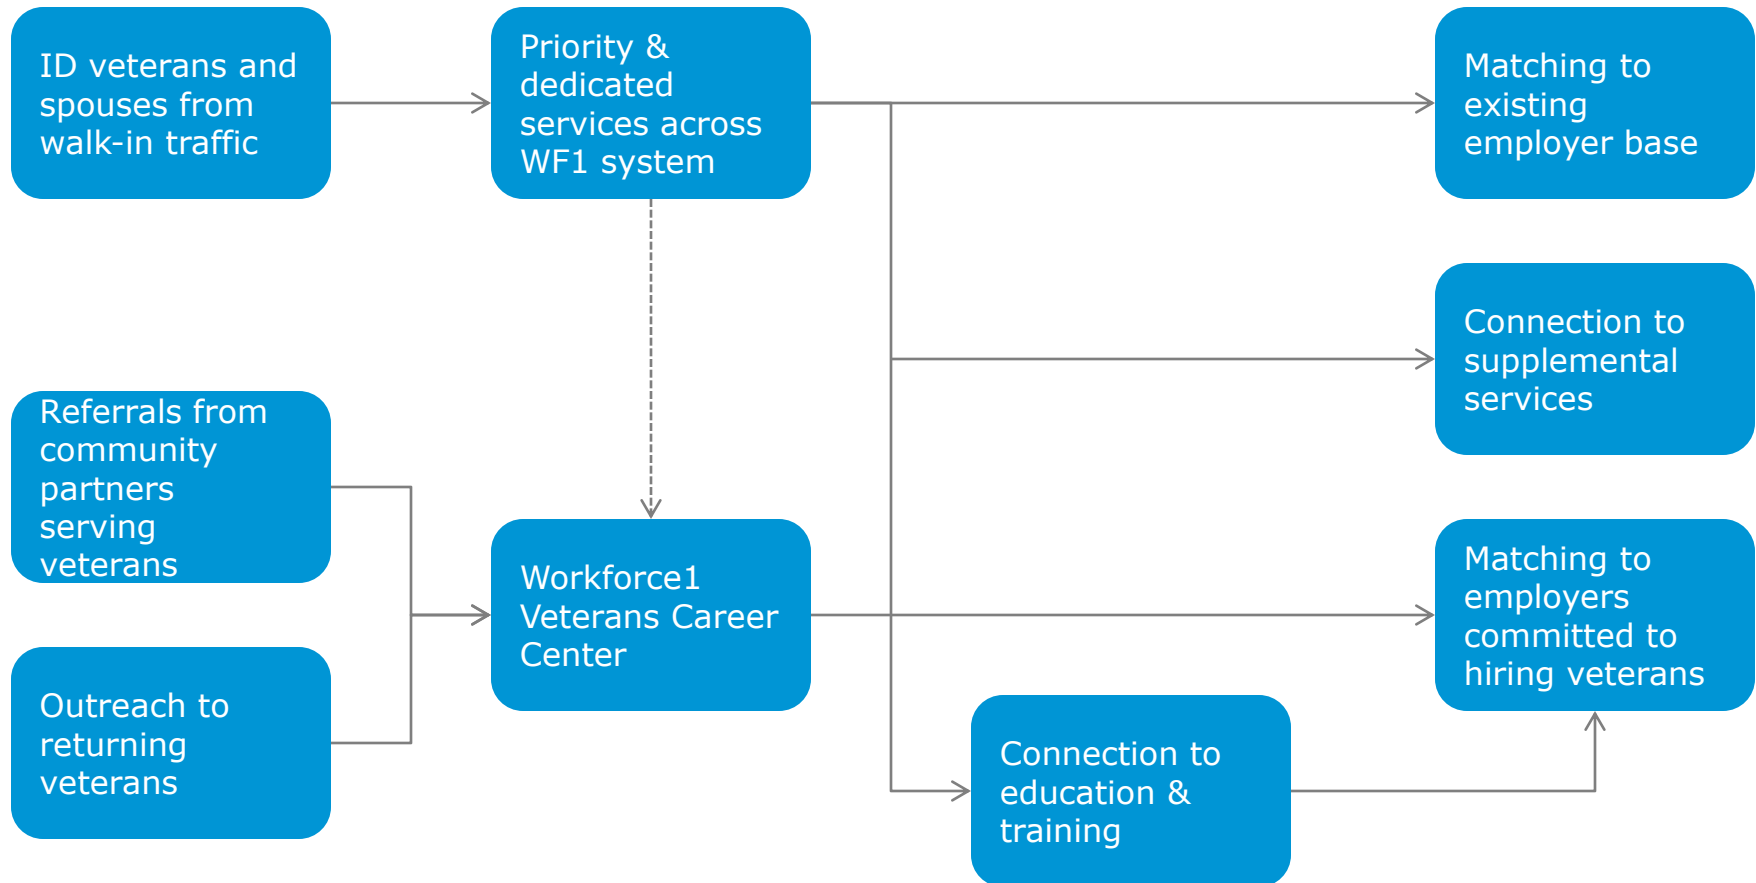 ID veterans and
spouses from
walk-in traffic
Priority &
dedicated
services across
WF1 system
Matching to
existing
employer base
Connection to
supplemental
services
Referrals from
community
partners
serving
veterans
Workforce1
Veterans Career
Center
Matching to
employers
committed to
hiring veterans
Outreach to
returning
veterans
Connection to
education &
training